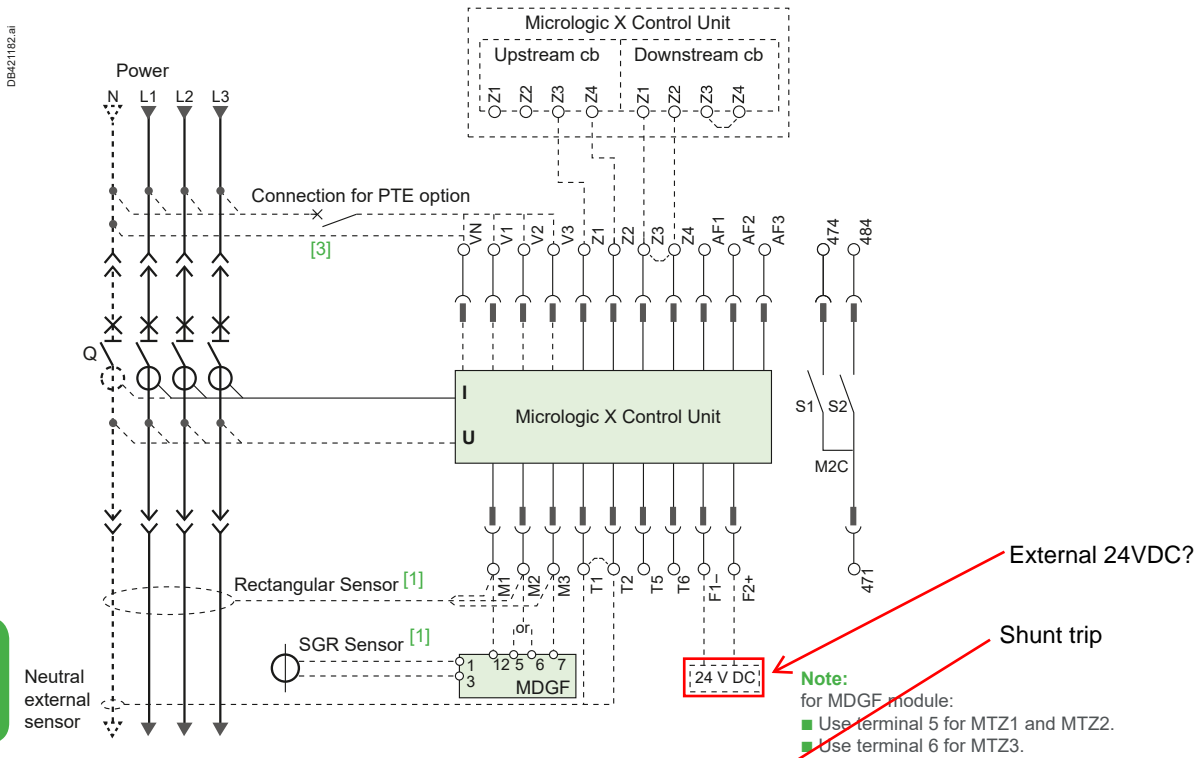 DB421182.ai
Micrologic X Control Unit
Upstream cb
Downstream cb
Z1 Z2 Z3 Z4 Z1 Z2 Z3 Z4
Power
N L1 L2 L3
Connection for PTE option
[3]
VN V1 V2 V3 Z1 Z2 Z3 Z4 AF1 AF2 AF3
474 484
Q
I
Micrologic X Control Unit
U
S1 S2
M2C
External 24VDC?
M1 M2 M3 T1 T2 T5 T6 F1– F2+
471
Rectangular Sensor [1]
Shunt trip
or
SGR Sensor [1]
1 12 5 6 7
3 MDGF
24 V DC
Neutral
external
sensor
Note:
for MDGF module:
■ Use terminal 5 for MTZ1 and MTZ2.
■ Use terminal 6 for MTZ3.